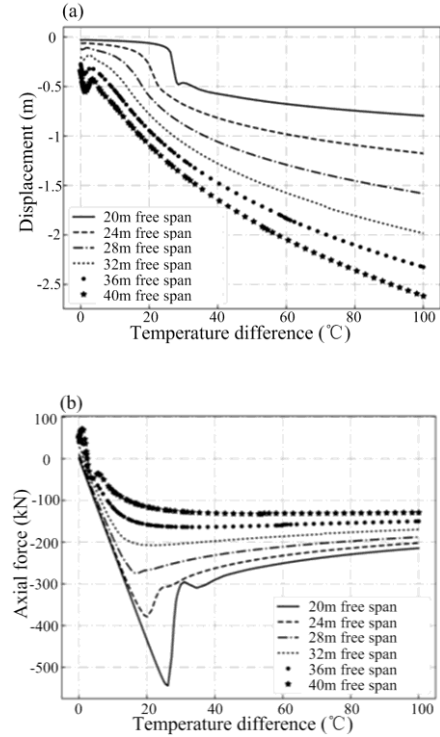 (a)
0
-0.5
-1
-1.5
-2
-2.5
Displacement (m)
20m free span
24m free span
28m free span
32m free span
36m free span
40m free span
0 20 40 60 80 100
Temperature difference (℃)
(b)
100
0
-100
-200
-300
-400
-500
Axial force (kN)
20m free span
24m free span
28m free span
32m free span
36m free span
40m free span
0 20 40 60 80 100
Temperature difference (℃)